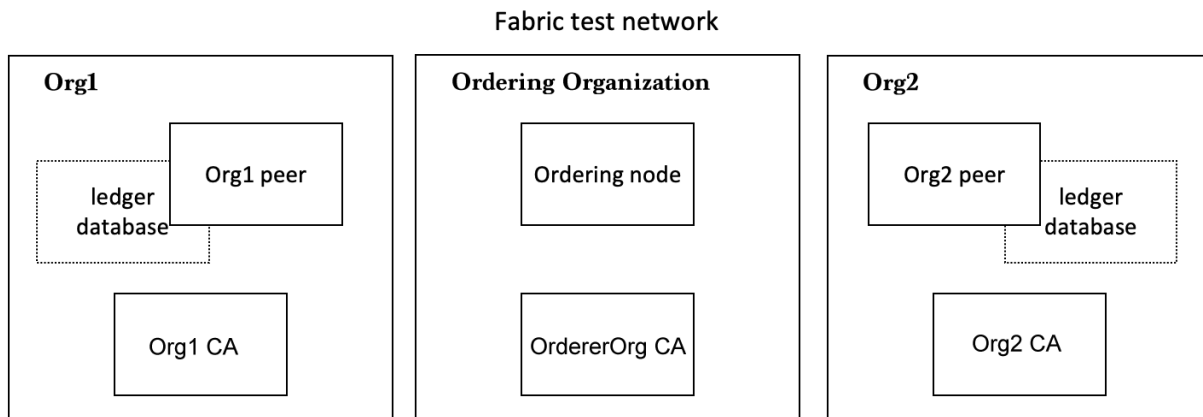 Fabric test network
Org1
Org1 peer
ledger
database
Org1 CA
Ordering Organization
Ordering node
OrdererOrg CA
Org2
Org2 peer
ledger
database
Org2 CA